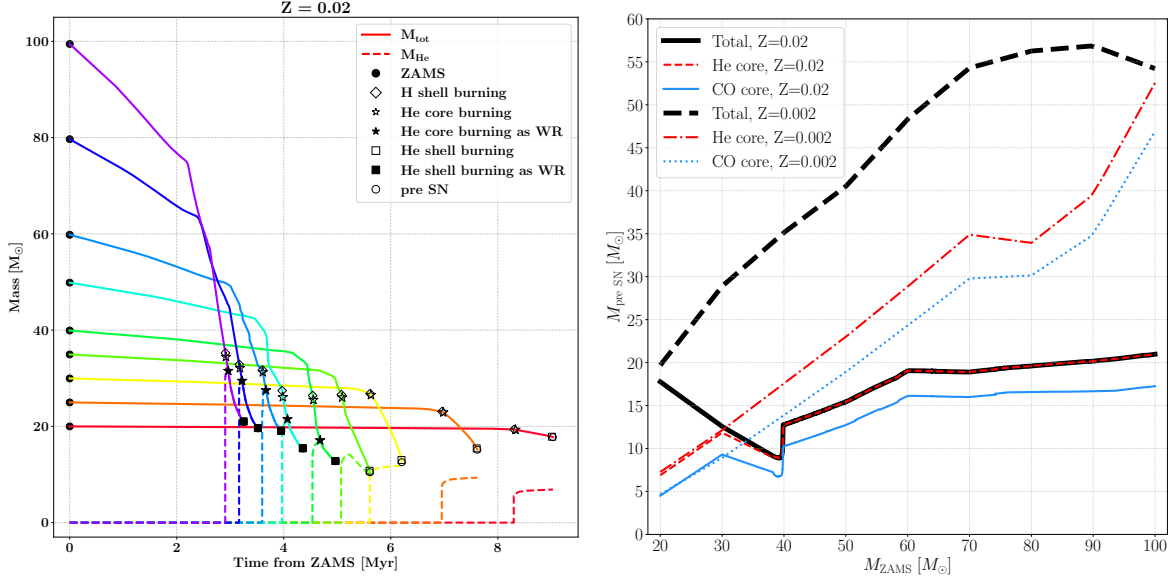 Z = 0.02
100
80
60
40
20
0
Mass [M⊙]
0
2
4
6
8
Time from ZAMS [Myr]
M_tot
M_He
ZAMS
H shell burning
He core burning
He core burning as WR
He shell burning
He shell burning as WR
pre SN
60
55
50
45
40
35
30
25
20
15
10
5
0
M_pre SN [M⊙]
20
30
40
50
60
70
80
90
100
M_ZAMS [M⊙]
Total, Z=0.02
He core, Z=0.02
CO core, Z=0.02
Total, Z=0.002
He core, Z=0.002
CO core, Z=0.002